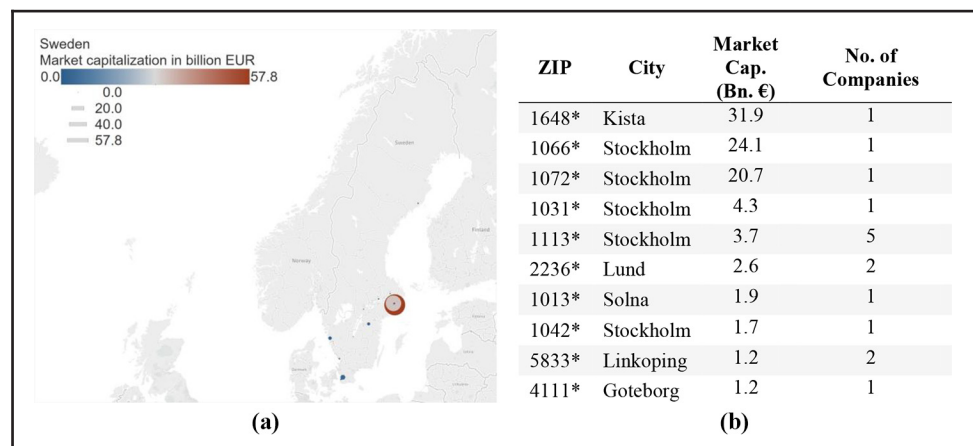 Sweden
Market capitalization in billion EUR
0.0 57.8
0.0
20.0
40.0
57.8
Sweden
Finland
Norway
(a)
ZIP City Market Cap. (Bn. €) No. of Companies
1648* Kista 31.9 1
1066* Stockholm 24.1 1
1072* Stockholm 20.7 1
1031* Stockholm 4.3 1
1113* Stockholm 3.7 5
2236* Lund 2.6 2
1013* Solna 1.9 1
1042* Stockholm 1.7 1
5833* Linkoping 1.2 2
4111* Goteborg 1.2 1
(b)